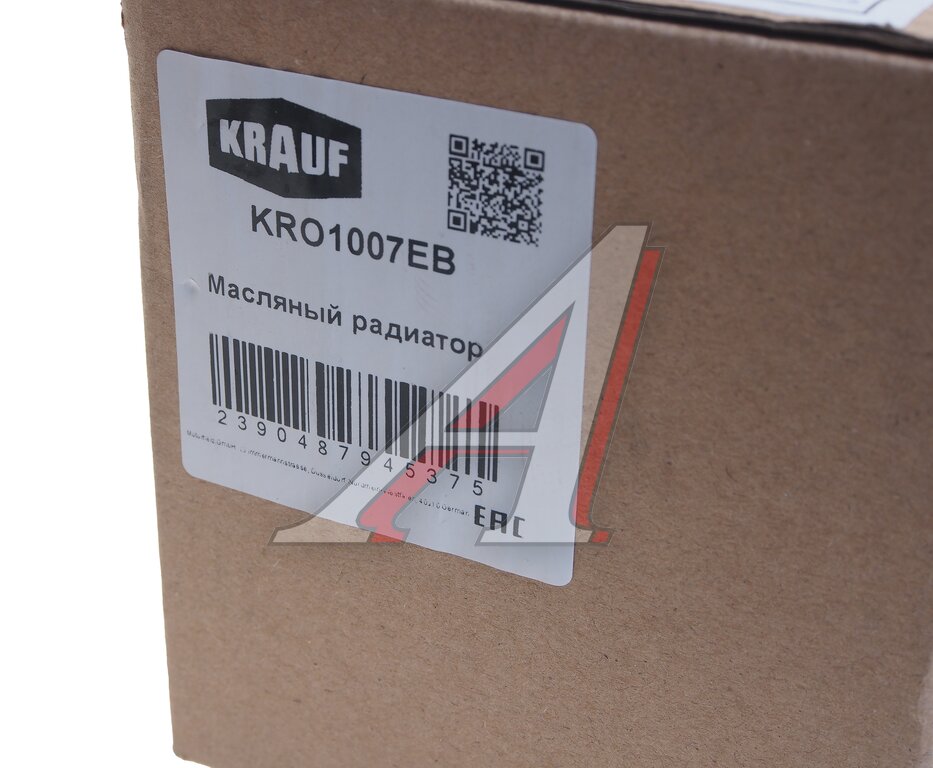 KRAUF
KRO1007EB
Масляный радиатор
2390487945375
EAC